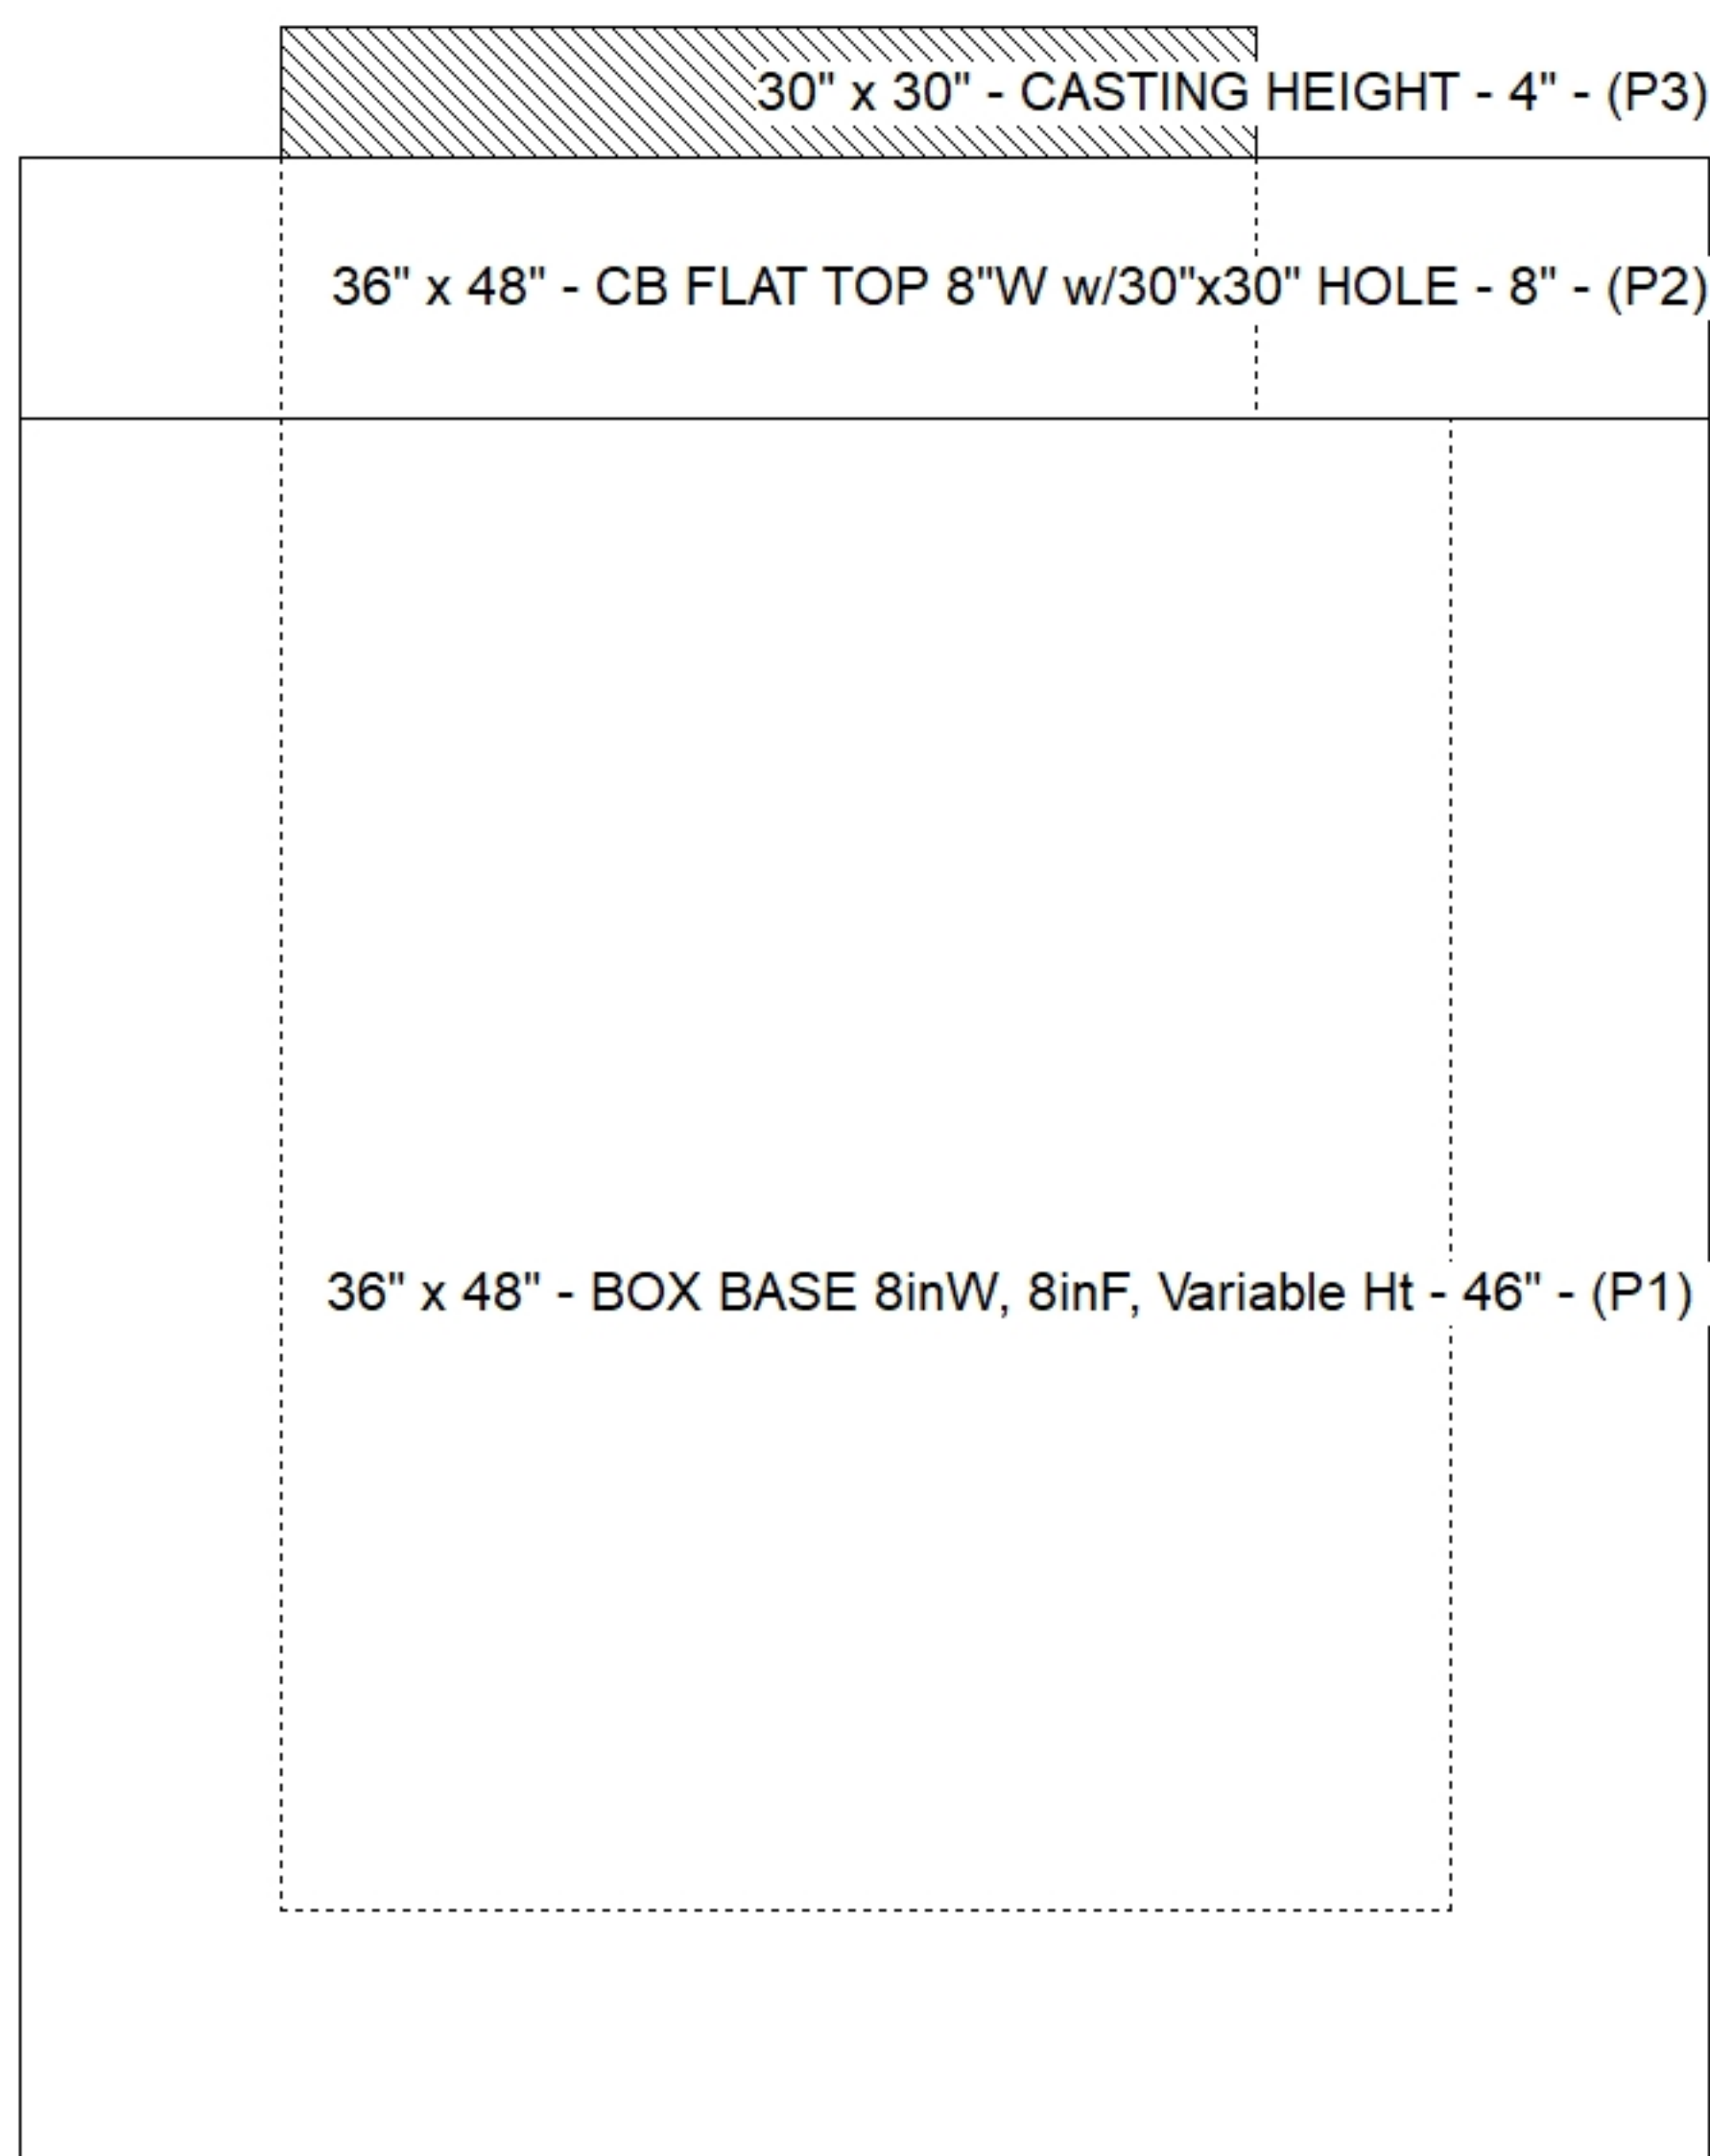 30" x 30" - CASTING HEIGHT - 4" - (P3)
36" x 48" - CB FLAT TOP 8"W w/30"x30" HOLE - 8" - (P2)
36" x 48" - BOX BASE 8inW, 8inF, Variable Ht - 46" - (P1)